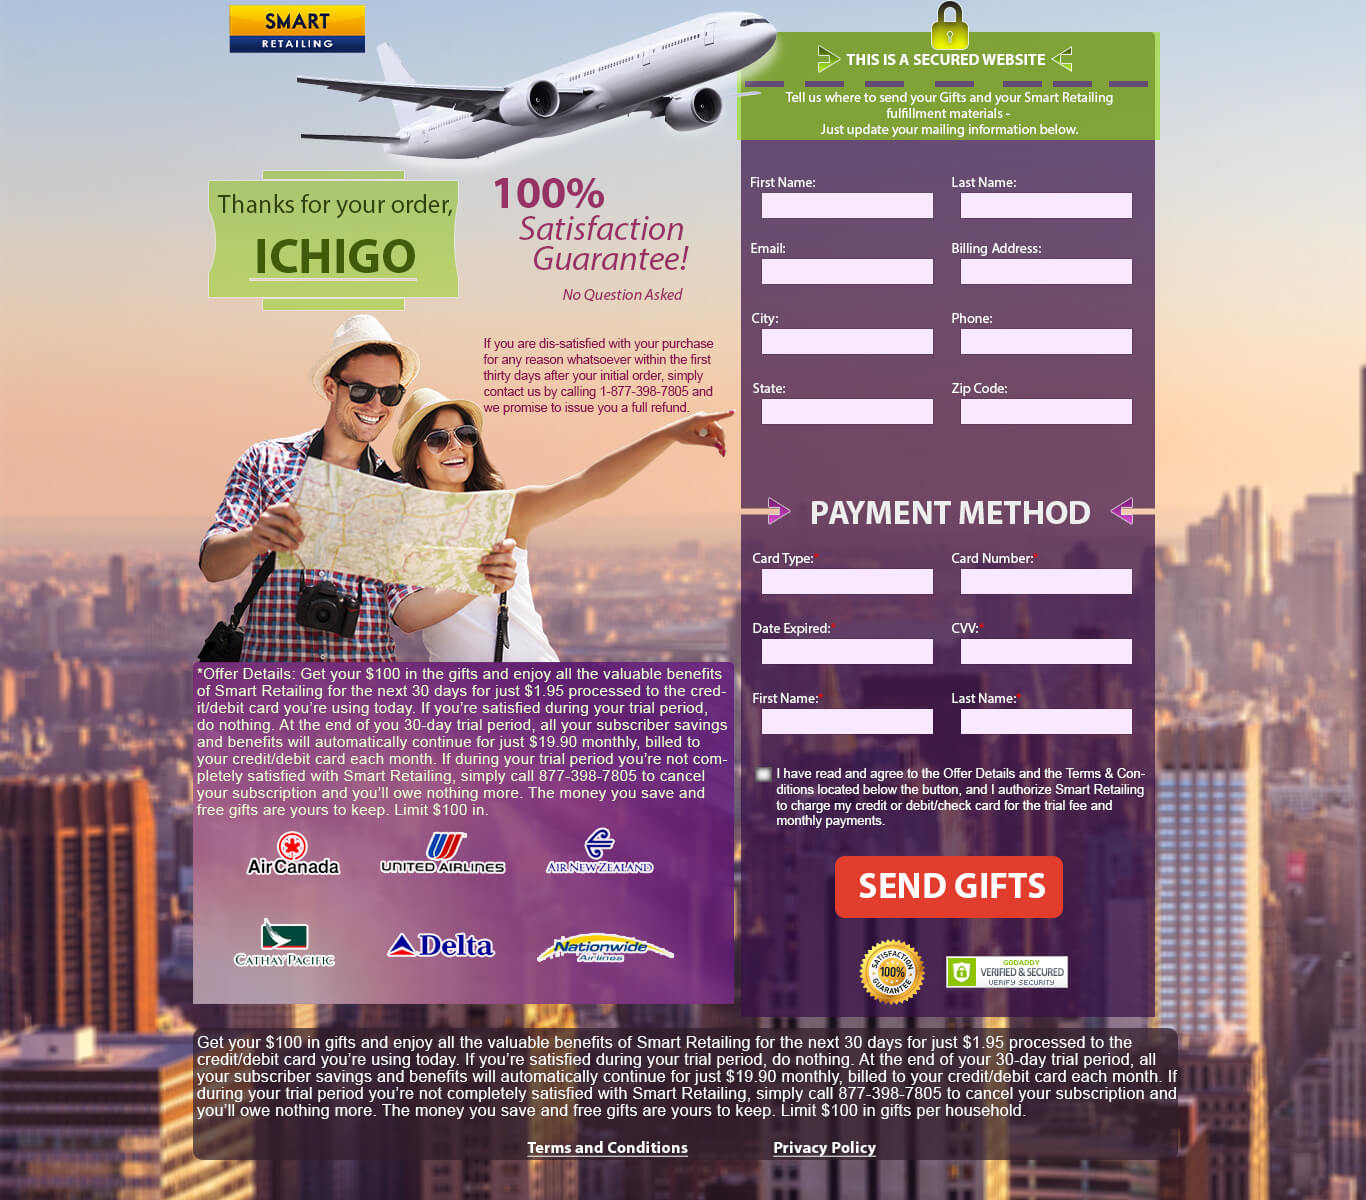 SMART
RETAILING
THIS IS A SECURED WEBSITE
Tell us where to send your Gifts and your Smart Retailing
fulfillment materials -
Just update your mailing information below.
Thanks for your order,
ICHIGO
100%
Satisfaction
Guarantee!
No Question Asked
If you are dis-satisfied with your purchase
for any reason whatsoever within the first
thirty days after your initial order, simply
contact us by calling 1-877-398-7805 and
we promise to issue you a full refund.
First Name: Last Name:
Email: Billing Address:
City: Phone:
State: Zip Code:
PAYMENT METHOD
Card Type:* Card Number:*
Date Expired:* CVV:*
First Name:* Last Name:*
I have read and agree to the Offer Details and the Terms & Con-
ditions located below the button, and I authorize Smart Retailing
to charge my credit or debit/check card for the trial fee and
monthly payments.
SEND GIFTS
SATISFACTION
100%
GUARANTEE
GODADDY
VERIFIED & SECURED
VERIFY SECURITY
*Offer Details: Get your $100 in the gifts and enjoy all the valuable benefits
of Smart Retailing for the next 30 days for just $1.95 processed to the cred-
it/debit card you're using today. If you're satisfied during your trial period,
do nothing. At the end of you 30-day trial period, all your subscriber savings
and benefits will automatically continue for just $19.90 monthly, billed to
your credit/debit card each month. If during your trial period you're not com-
pletely satisfied with Smart Retailing, simply call 877-398-7805 to cancel
your subscription and you'll owe nothing more. The money you save and
free gifts are yours to keep. Limit $100 in.
Air Canada
UNITED AIRLINES
AIR NEW ZEALAND
CATHAY PACIFIC
Delta
Nationwide
Airlines
Get your $100 in gifts and enjoy all the valuable benefits of Smart Retailing for the next 30 days for just $1.95 processed to the
credit/debit card you're using today. If you're satisfied during your trial period, do nothing. At the end of your 30-day trial period, all
your subscriber savings and benefits will automatically continue for just $19.90 monthly, billed to your credit/debit card each month. If
during your trial period you're not completely satisfied with Smart Retailing, simply call 877-398-7805 to cancel your subscription and
you'll owe nothing more. The money you save and free gifts are yours to keep. Limit $100 in gifts per household.
Terms and Conditions Privacy Policy